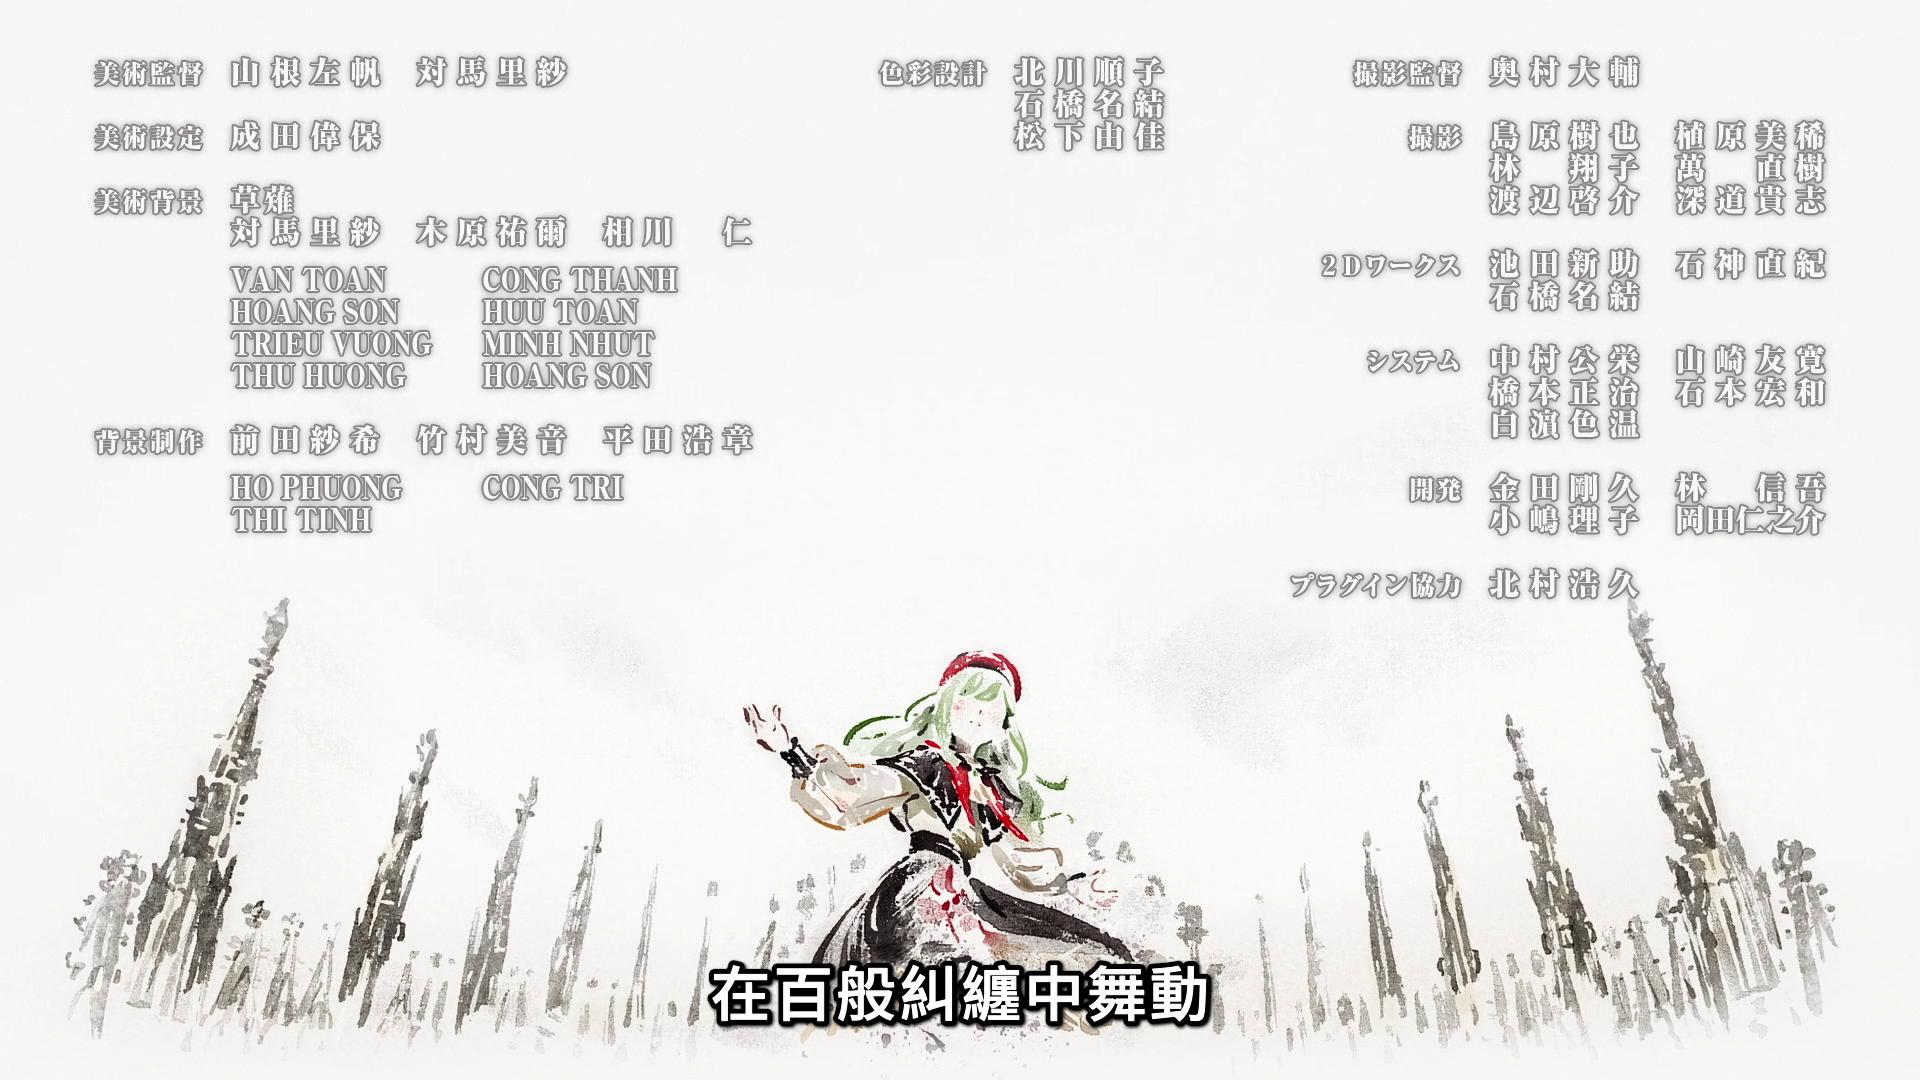 美術監督 山根左帆 対馬里紗
美術設定 成田偉保
美術背景 草薙
対馬里紗 木原祐爾 相川 仁
VAN TOAN CONG THANH
HOANG SON HUU TOAN
TRIEU VUONG MINH NHUT
THU HUONG HOANG SON
背景制作 前田紗希 竹村美音 平田浩章
HO PHUONG CONG TRI
THI TINH
色彩設計 北川順子
石橋名結
松下由佳
撮影監督 奥村大輔
撮影 島原樹也 植原美稀
林 翔子 萬 直樹
渡辺啓介 深道貴志
2Dワークス 池田新助 石神直紀
石橋名結
システム 中村公栄 山崎友寛
橋本正治 石本宏和
白濵色温
開発 金田剛久 林 信吾
小嶋理子 岡田仁之介
プラグイン協力 北村浩久
在百般糾纏中舞動